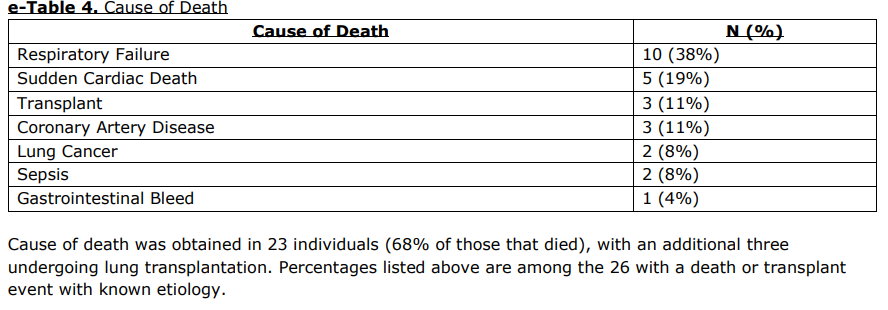 e-Table 4. Cause of Death
Cause of Death N (%)
Respiratory Failure 10 (38%)
Sudden Cardiac Death 5 (19%)
Transplant 3 (11%)
Coronary Artery Disease 3 (11%)
Lung Cancer 2 (8%)
Sepsis 2 (8%)
Gastrointestinal Bleed 1 (4%)
Cause of death was obtained in 23 individuals (68% of those that died), with an additional three
undergoing lung transplantation. Percentages listed above are among the 26 with a death or transplant
event with known etiology.